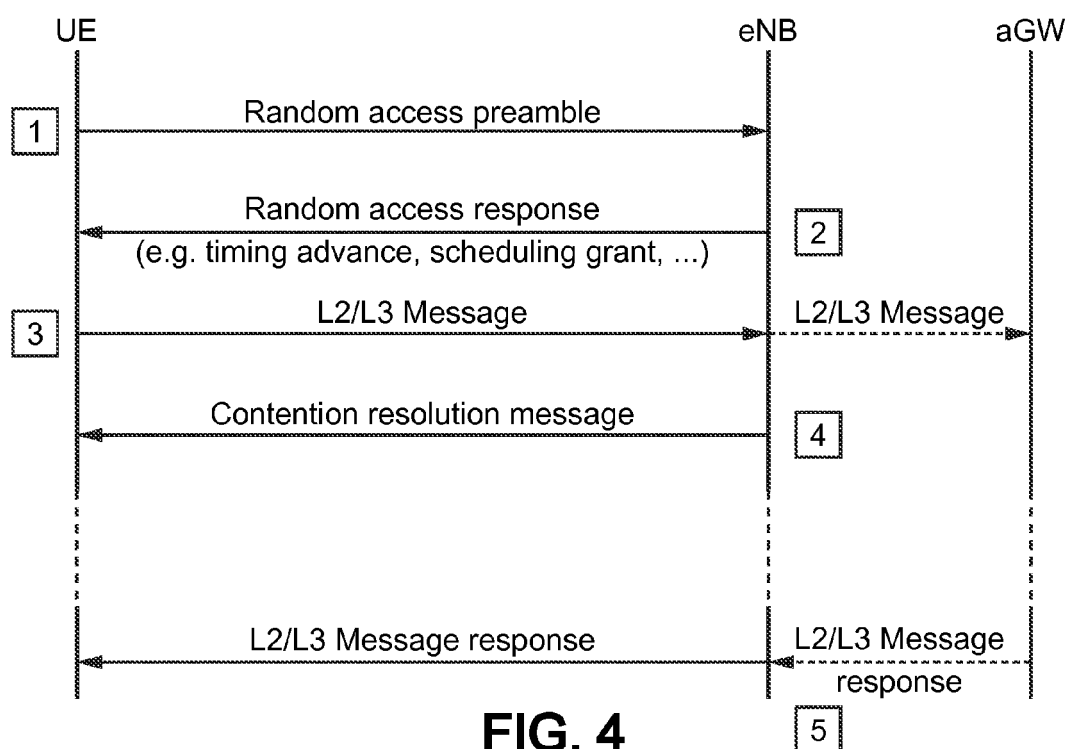 UE
eNB
aGW
1
Random access preamble
Random access response
(e.g. timing advance, scheduling grant, ...)
2
3
L2/L3 Message
L2/L3 Message
Contention resolution message
4
L2/L3 Message response
L2/L3 Message
response
5
FIG. 4